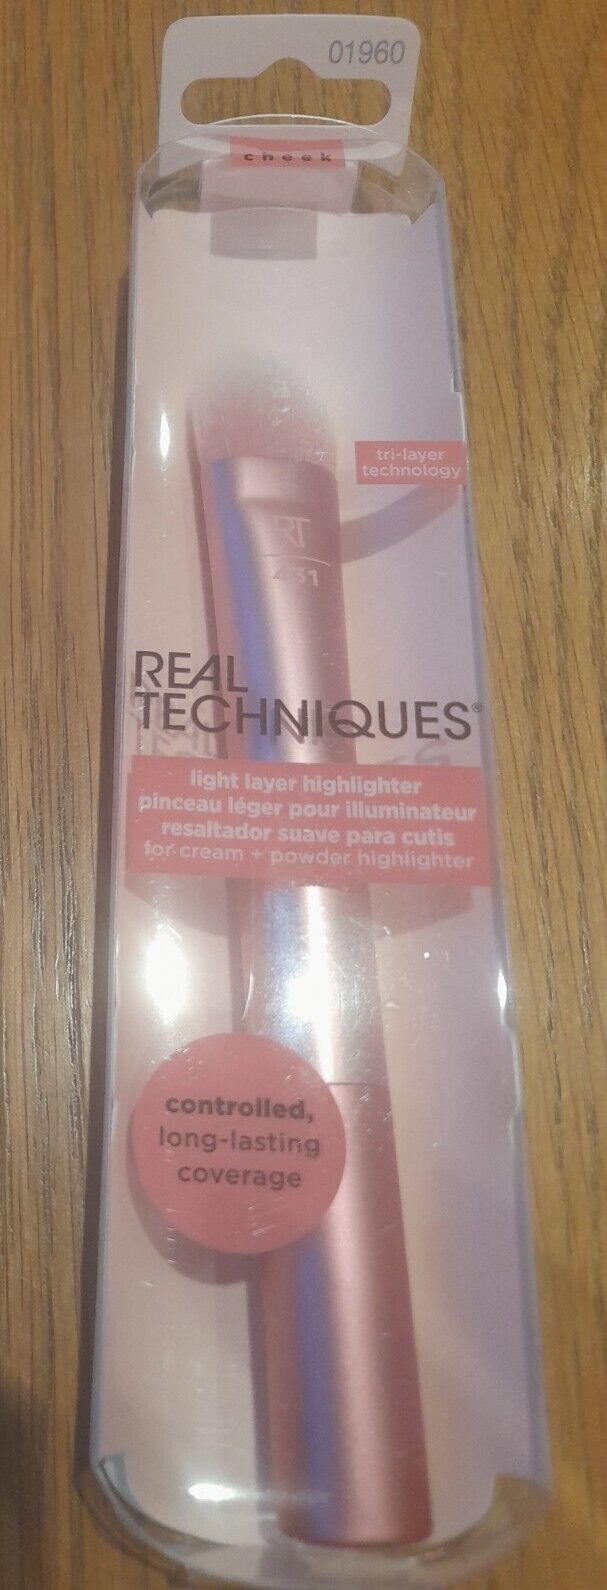 01960
cheek
tri-layer
technology
RT
431
REAL
TECHNIQUES®
light layer highlighter
pinceau léger pour illuminateur
resaltador suave para cutis
for cream + powder highlighter
controlled,
long-lasting
coverage